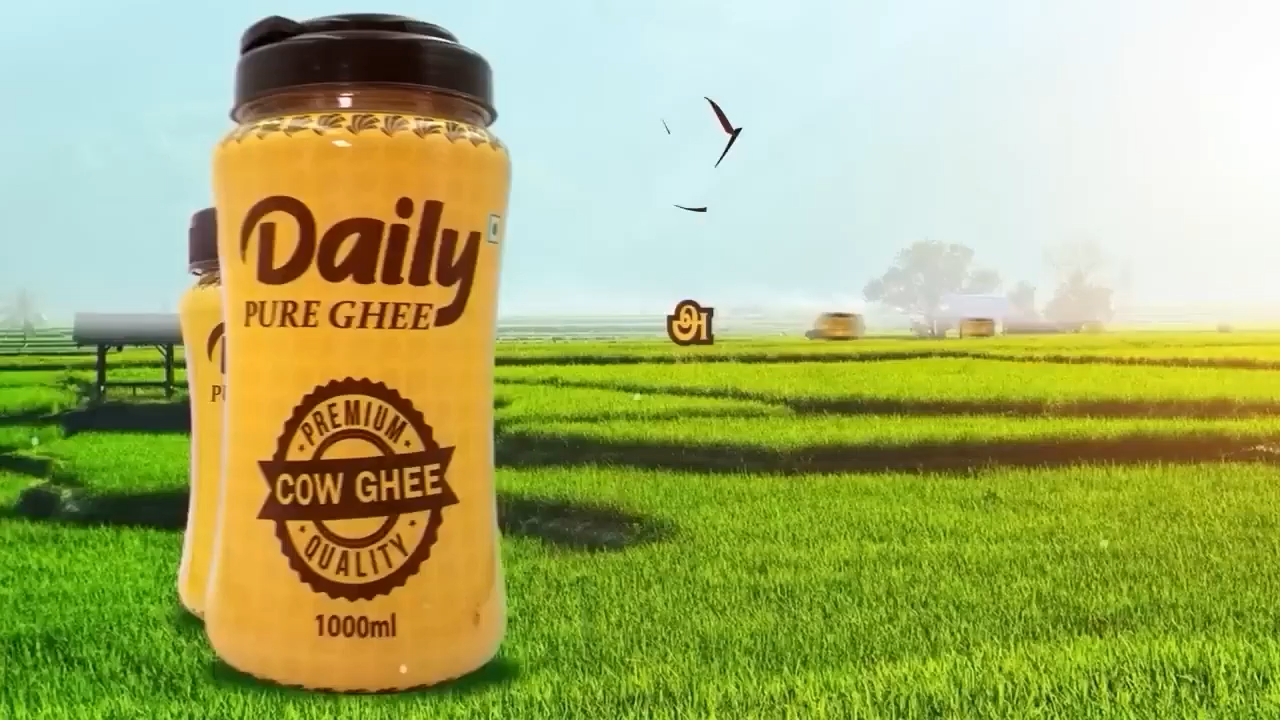 Daily
PURE GHEE
PREMIUM
COW GHEE
QUALITY
1000ml